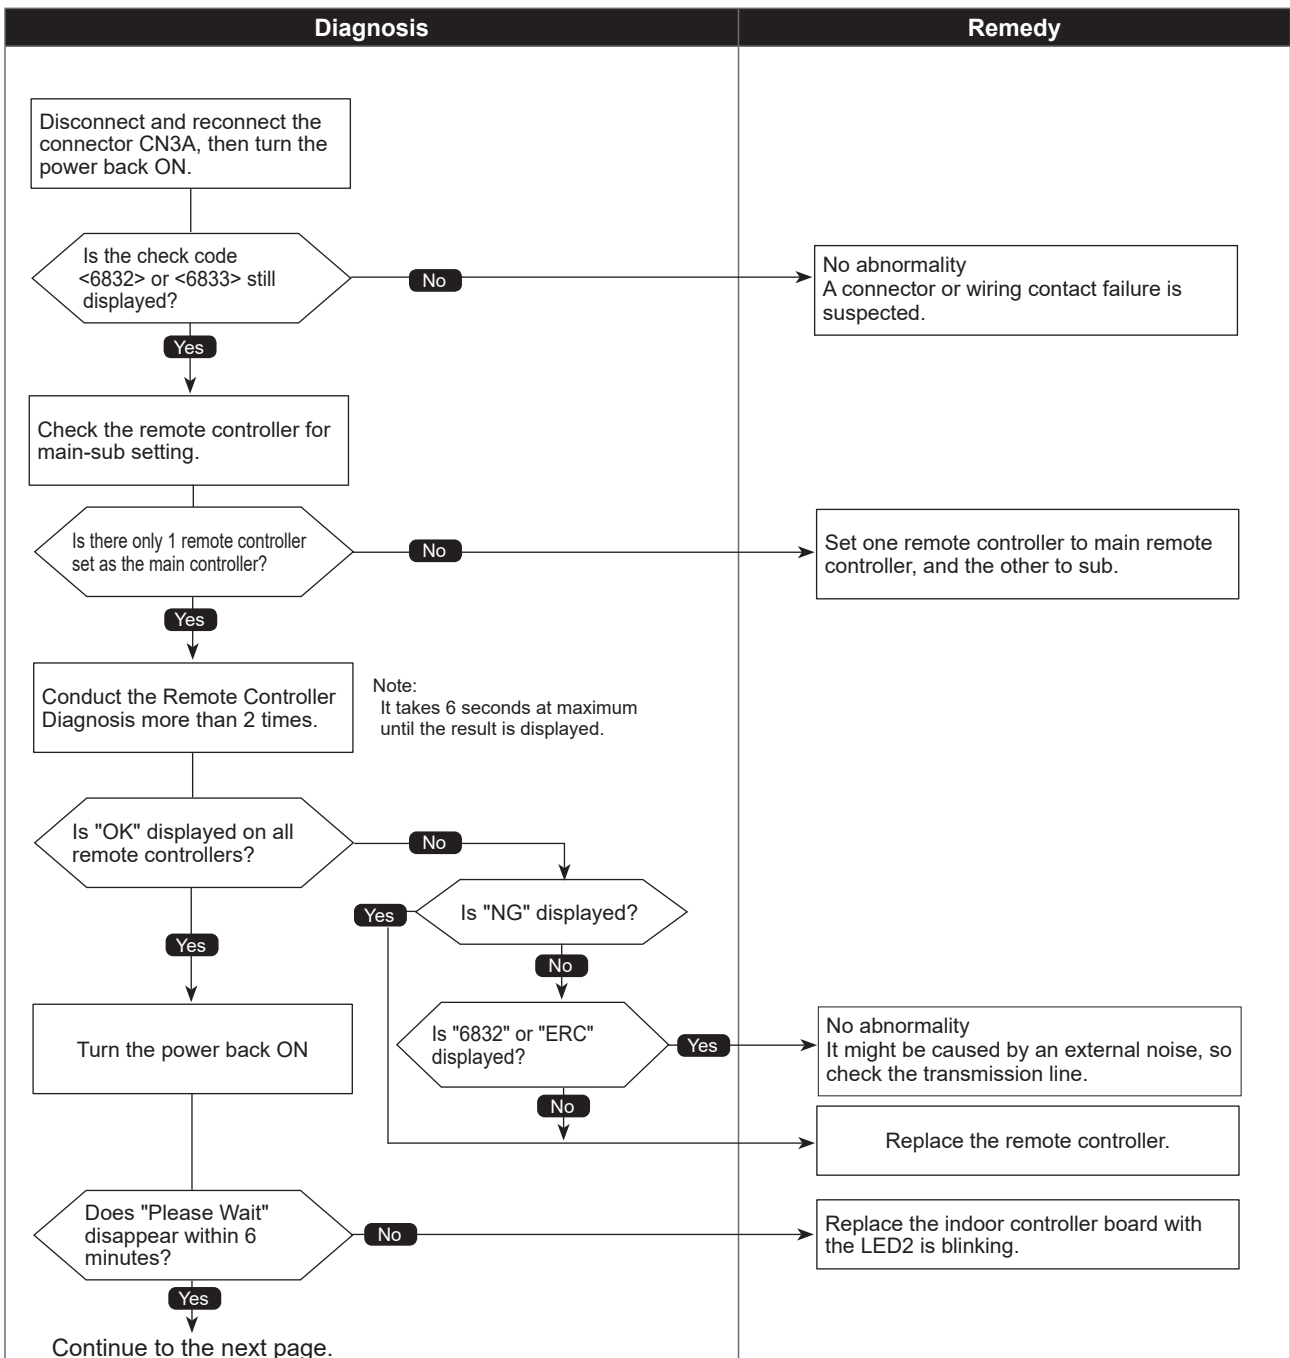 Diagnosis
Remedy
Disconnect and reconnect the
connector CN3A, then turn the
power back ON.
Is the check code
<6832> or <6833> still
displayed?
No
No abnormality
A connector or wiring contact failure is
suspected.
Yes
Check the remote controller for
main-sub setting.
Is there only 1 remote controller
set as the main controller?
No
Set one remote controller to main remote
controller, and the other to sub.
Yes
Conduct the Remote Controller
Diagnosis more than 2 times.
Note:
It takes 6 seconds at maximum
until the result is displayed.
Is "OK" displayed on all
remote controllers?
No
Yes
Is "NG" displayed?
Yes
No
Turn the power back ON
Is "6832" or "ERC"
displayed?
Yes
No abnormality
It might be caused by an external noise, so
check the transmission line.
No
Replace the remote controller.
Does "Please Wait"
disappear within 6
minutes?
No
Replace the indoor controller board with
the LED2 is blinking.
Yes
Continue to the next page.